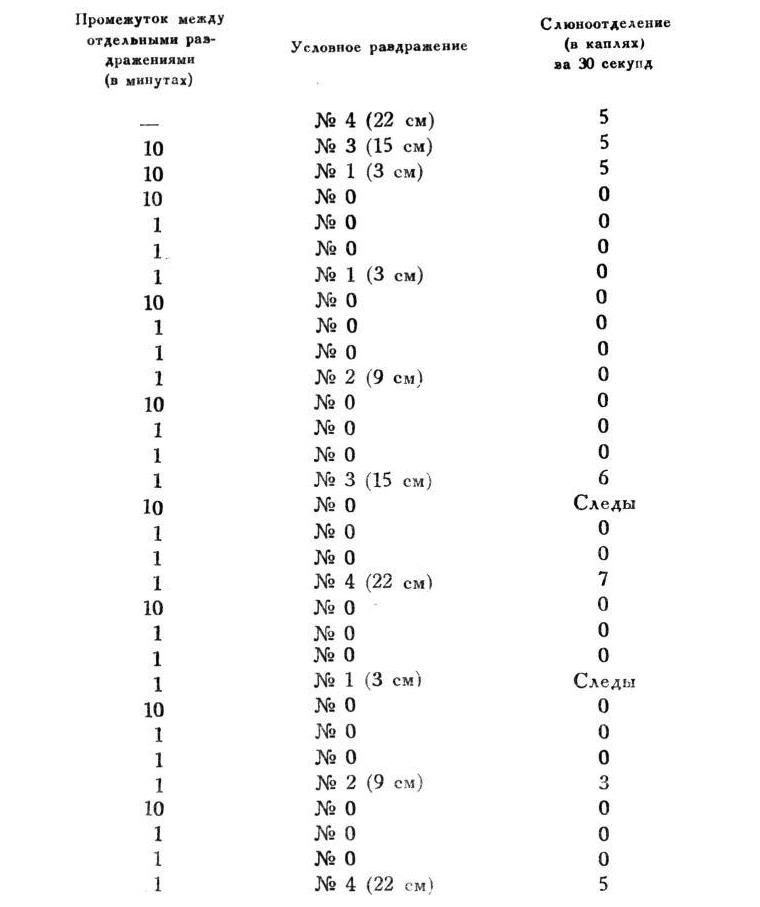 Промежуток между отдельными раздражениями (в минутах) Условное раздражение Слюноотделение (в каплях) за 30 секунд
— № 4 (22 см) 5
10 № 3 (15 см) 5
10 № 1 (3 см) 5
10 № 0 0
1 № 0 0
1 № 0 0
1 № 1 (3 см) 0
10 № 0 0
1 № 0 0
1 № 0 0
1 № 2 (9 см) 0
10 № 0 0
1 № 0 0
1 № 0 0
1 № 3 (15 см) 6
10 № 0 Следы
1 № 0 0
1 № 0 0
1 № 4 (22 см) 7
10 № 0 0
1 № 0 0
1 № 0 0
1 № 1 (3 см) Следы
10 № 0 0
1 № 0 0
1 № 0 0
1 № 2 (9 см) 3
10 № 0 0
1 № 0 0
1 № 0 0
1 № 4 (22 см) 5